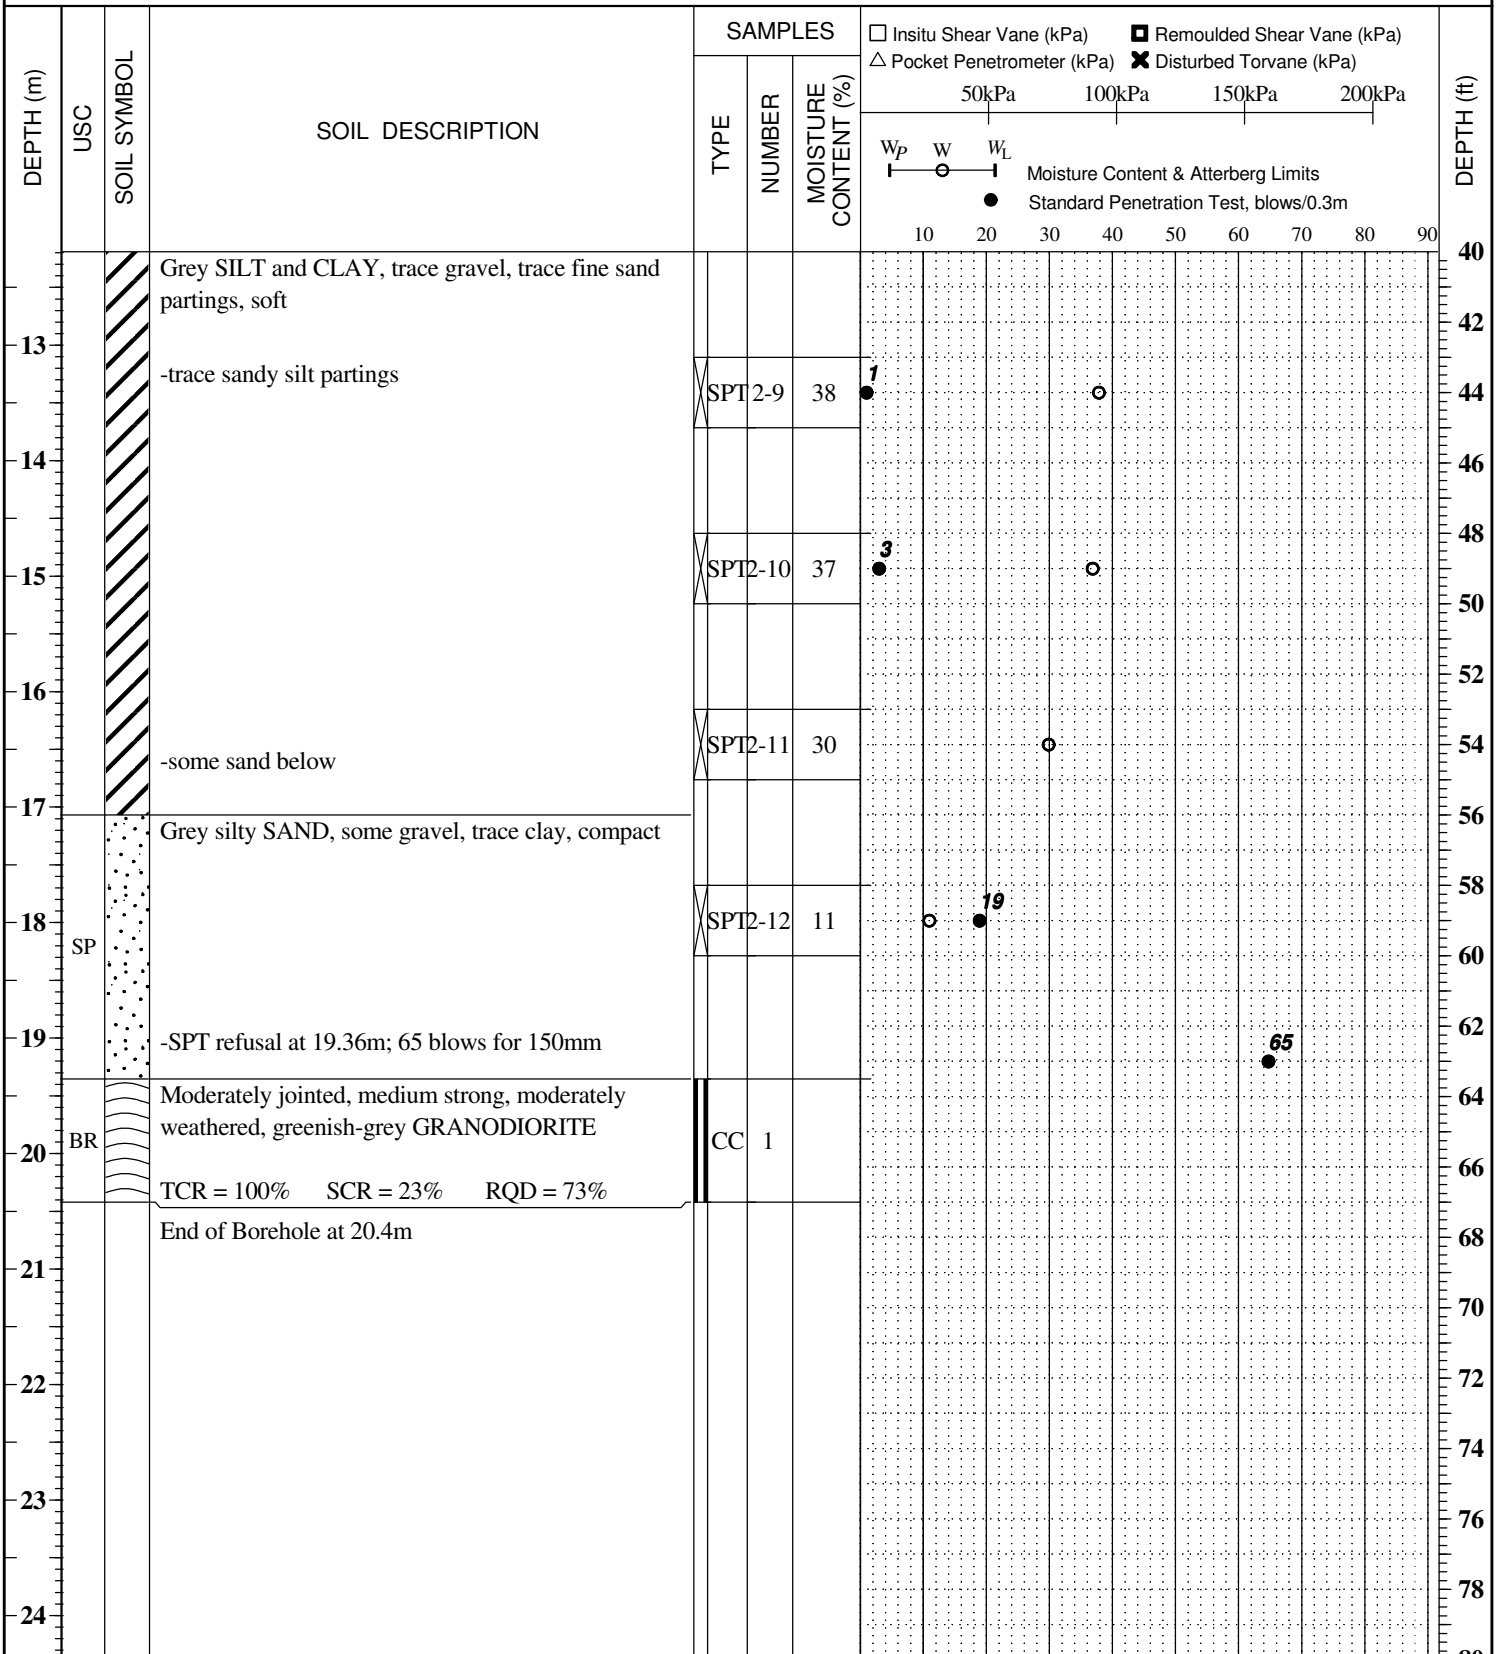 SAMPLES
□ Insitu Shear Vane (kPa) Remoulded Shear Vane (kPa)
△ Pocket Penetrometer (kPa) ✖ Disturbed Torvane (kPa)
50kPa 100kPa 150kPa 200kPa
DEPTH (m)
USC
SOIL SYMBOL
SOIL DESCRIPTION
TYPE
NUMBER
MOISTURE
CONTENT (%)
DEPTH (ft)
WP W WL
Moisture Content & Atterberg Limits
● Standard Penetration Test, blows/0.3m
10 20 30 40 50 60 70 80 90
40
Grey SILT and CLAY, trace gravel, trace fine sand
partings, soft
42
13
-trace sandy silt partings
SPT 2-9 38
1
44
14
46
48
3
15
SPT 2-10 37
50
52
16
SPT 2-11 30
54
-some sand below
17
56
Grey silty SAND, some gravel, trace clay, compact
58
19
18
SPT 2-12 11
SP
60
62
19
-SPT refusal at 19.36m; 65 blows for 150mm
65
Moderately jointed, medium strong, moderately
64
weathered, greenish-grey GRANODIORITE
BR
CC 1
20
66
TCR = 100% SCR = 23% RQD = 73%
End of Borehole at 20.4m
68
21
70
22
72
74
23
76
78
24
80